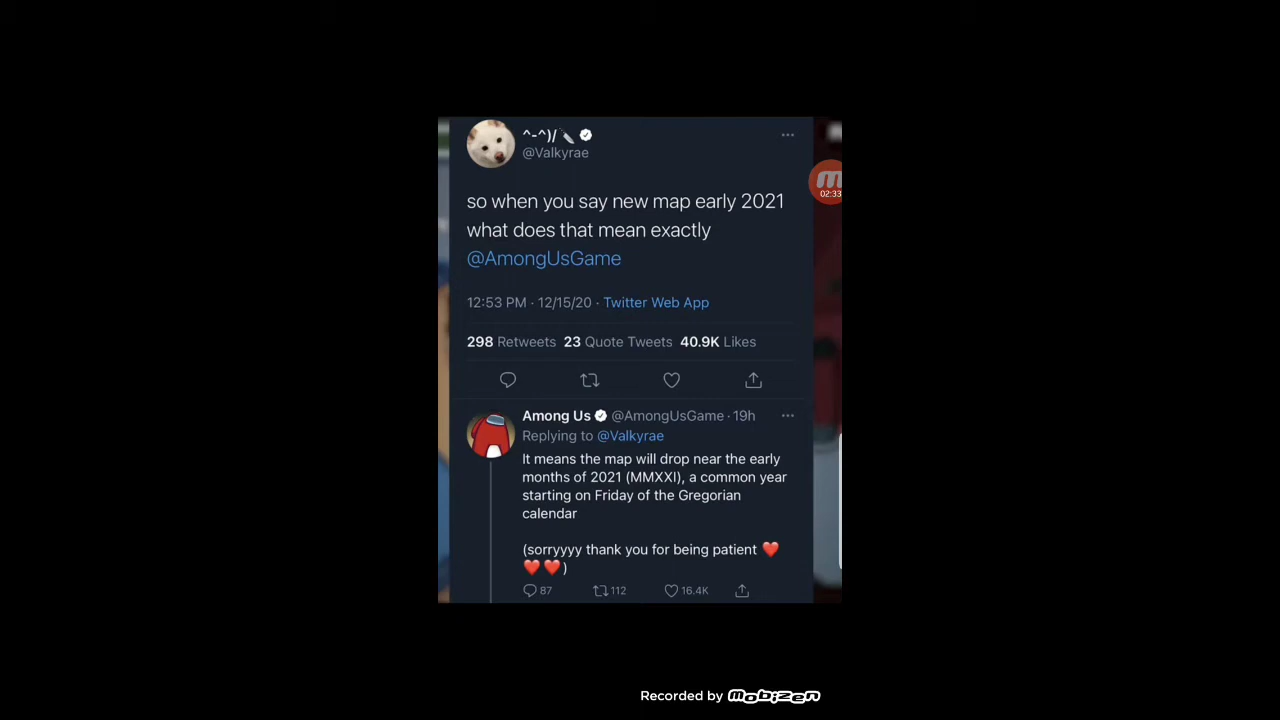 ^-^)/🔪
@Valkyrae
so when you say new map early 2021
what does that mean exactly
@AmongUsGame
12:53 PM · 12/15/20 · Twitter Web App
298 Retweets 23 Quote Tweets 40.9K Likes
Among Us @AmongUsGame · 19h
Replying to @Valkyrae
It means the map will drop near the early
months of 2021 (MMXXI), a common year
starting on Friday of the Gregorian
calendar
(sorryyyy thank you for being patient ❤️
❤️❤️)
87 112 16.4K
02:33
Recorded by mobizen